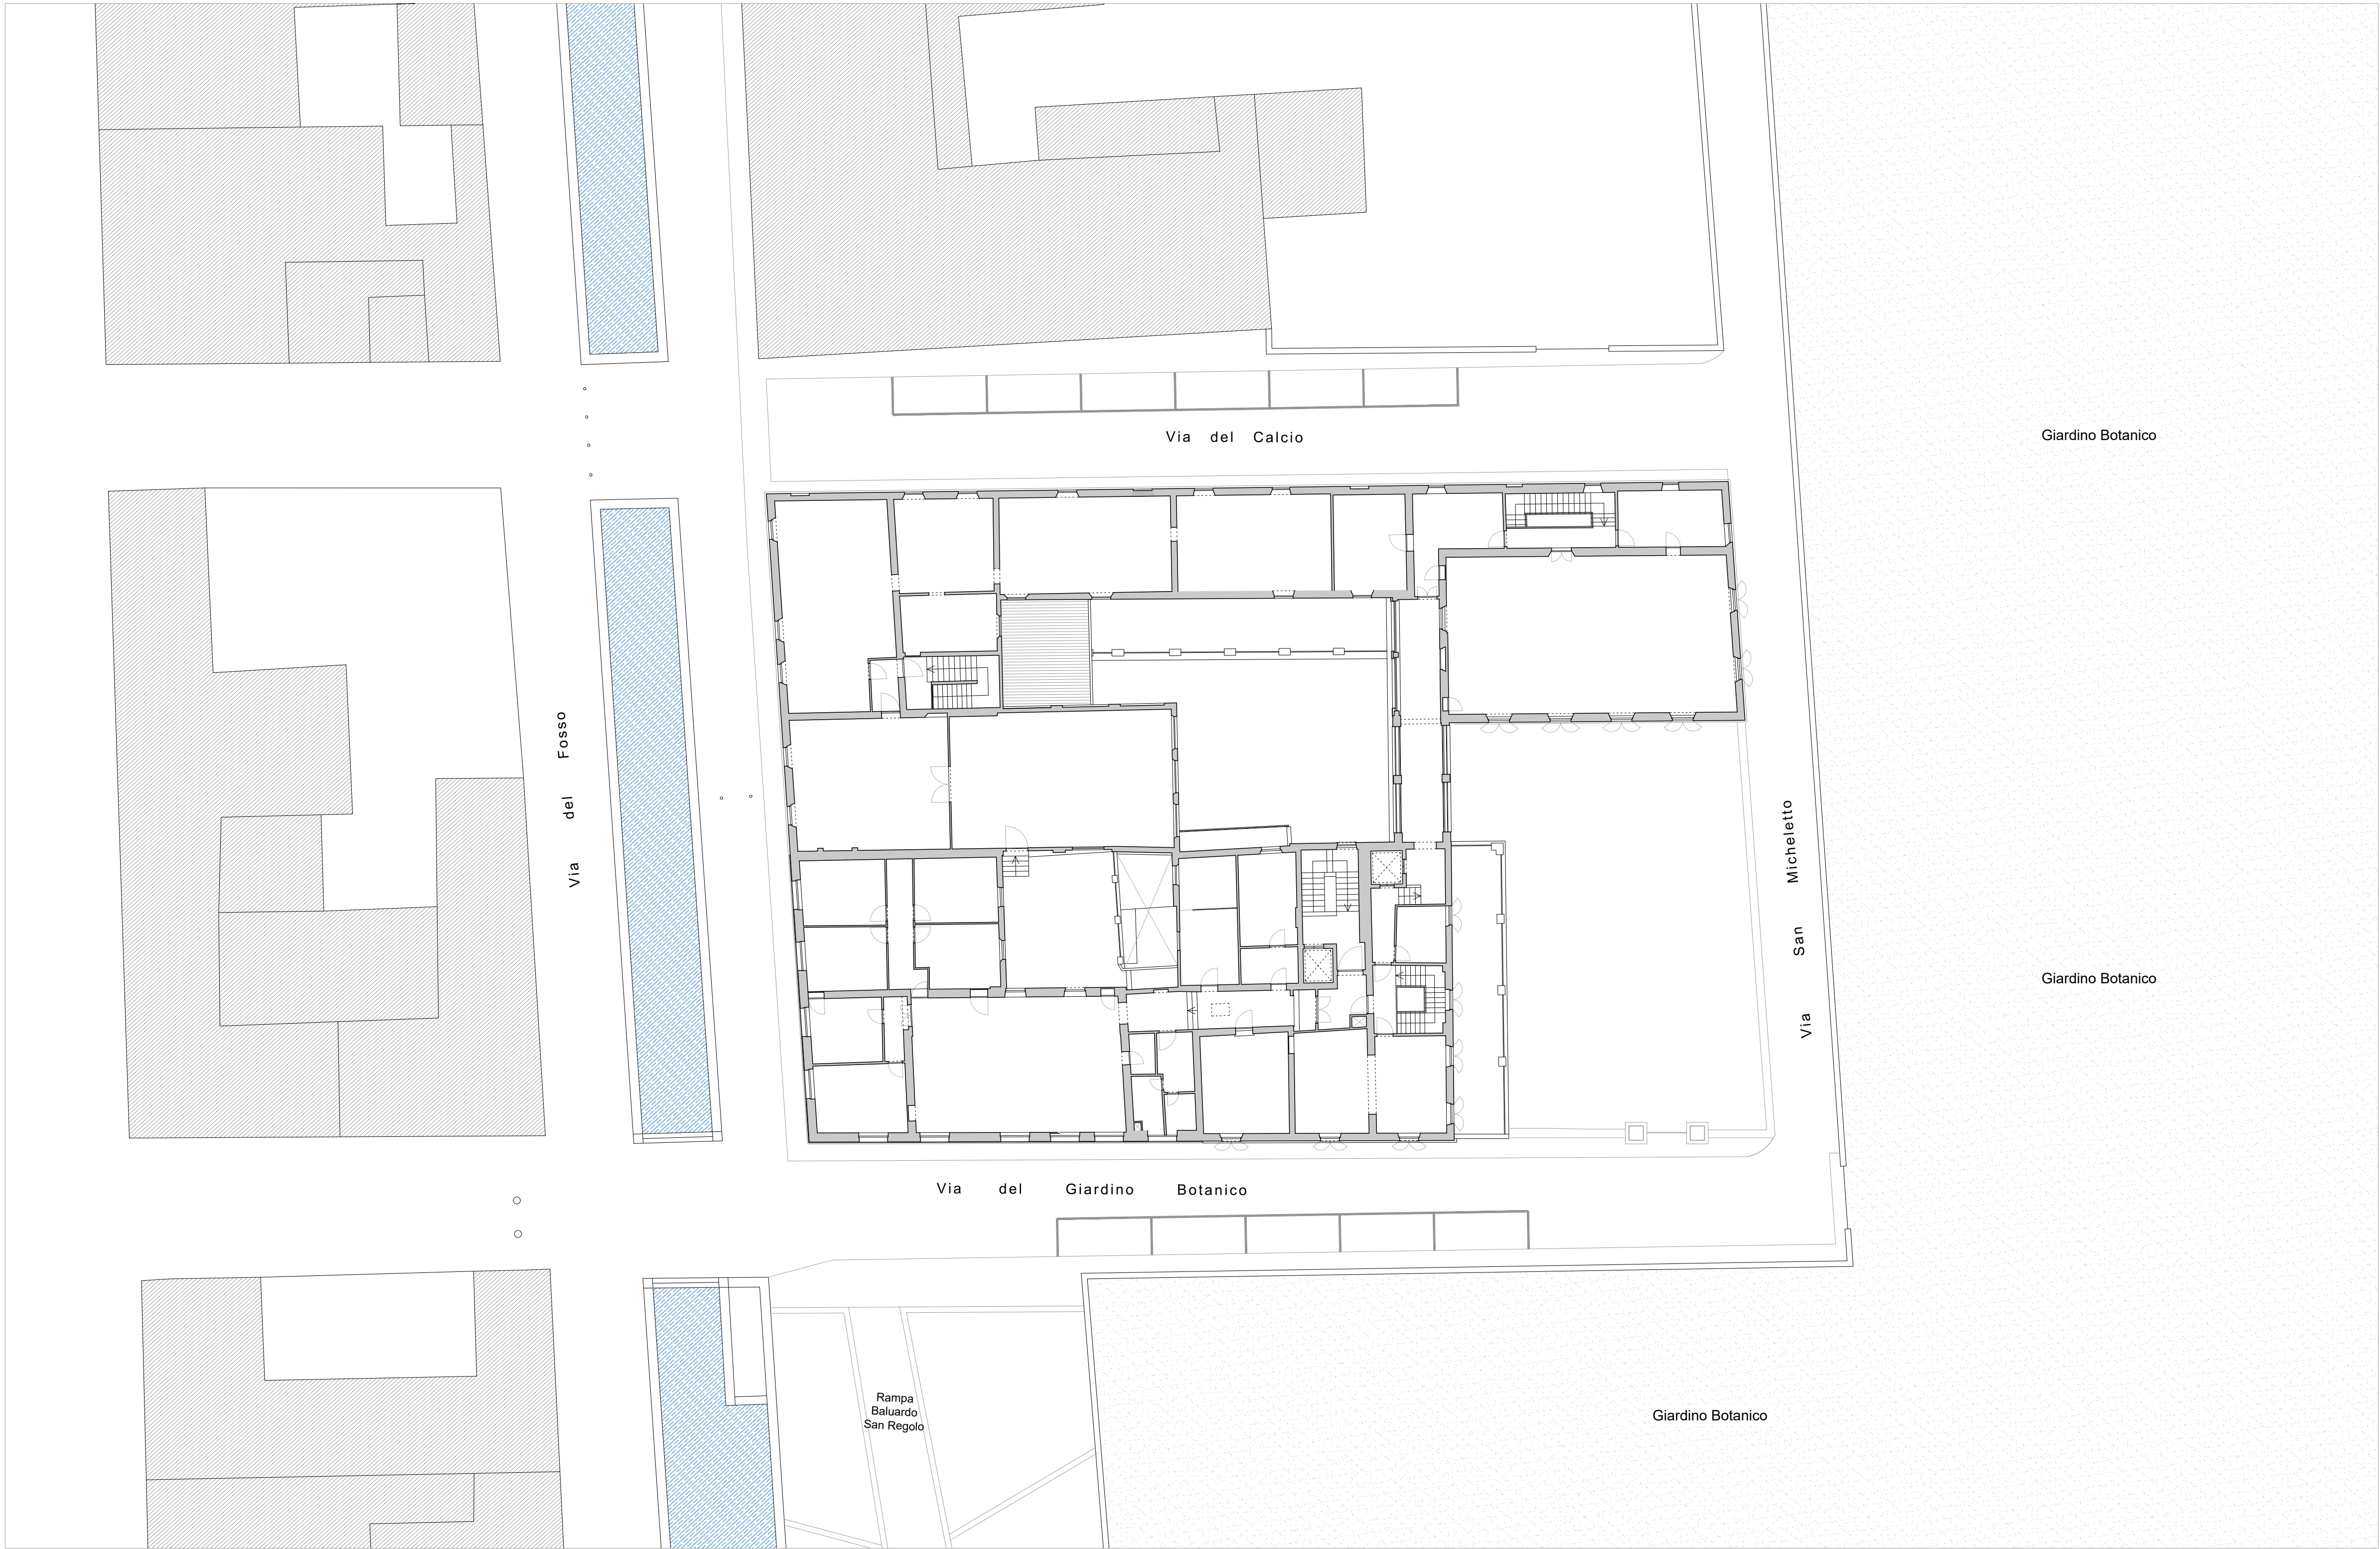 Via del Calcio
Giardino Botanico
Via del Fosso
Via San Micheletto
Giardino Botanico
Via del Giardino Botanico
Rampa
Baluardo
San Regolo
Giardino Botanico